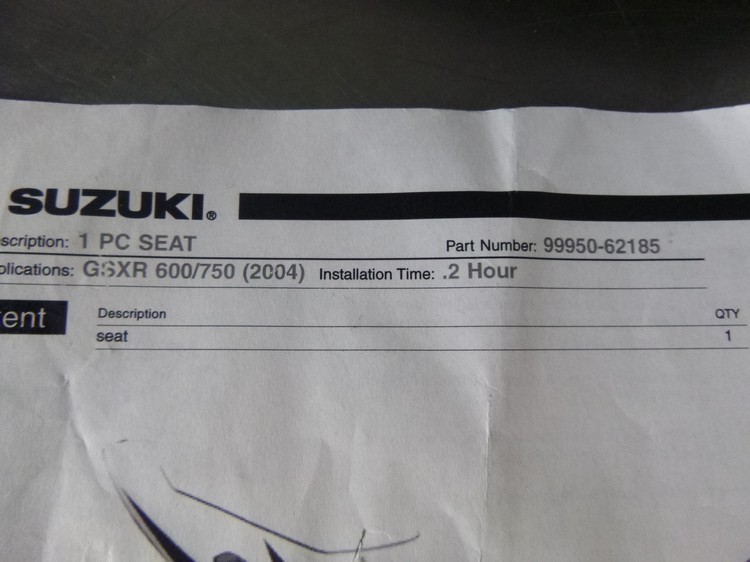 SUZUKI®
scription: 1 PC SEAT Part Number: 99950-62185
plications: GSXR 600/750 (2004) Installation Time: .2 Hour
ent Description QTY
seat 1